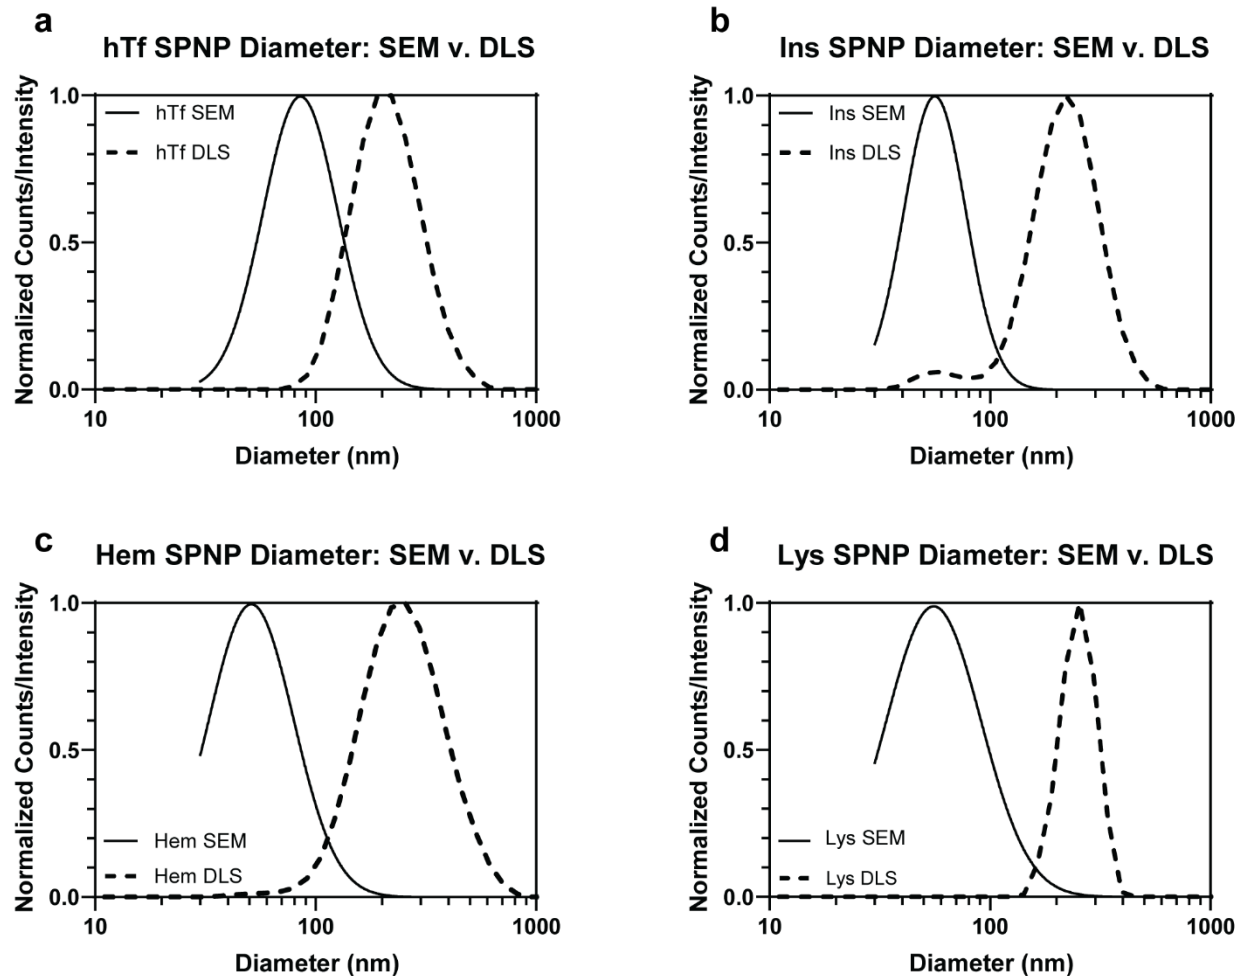 a
hTf SPNP Diameter: SEM v. DLS
Normalized Counts/Intensity
1.0
0.5
0.0
hTf SEM
hTf DLS
10
100
1000
Diameter (nm)
b
Ins SPNP Diameter: SEM v. DLS
Normalized Counts/Intensity
1.0
0.5
0.0
Ins SEM
Ins DLS
10
100
1000
Diameter (nm)
c
Hem SPNP Diameter: SEM v. DLS
Normalized Counts/Intensity
1.0
0.5
0.0
Hem SEM
Hem DLS
10
100
1000
Diameter (nm)
d
Lys SPNP Diameter: SEM v. DLS
Normalized Counts/Intensity
1.0
0.5
0.0
Lys SEM
Lys DLS
10
100
1000
Diameter (nm)